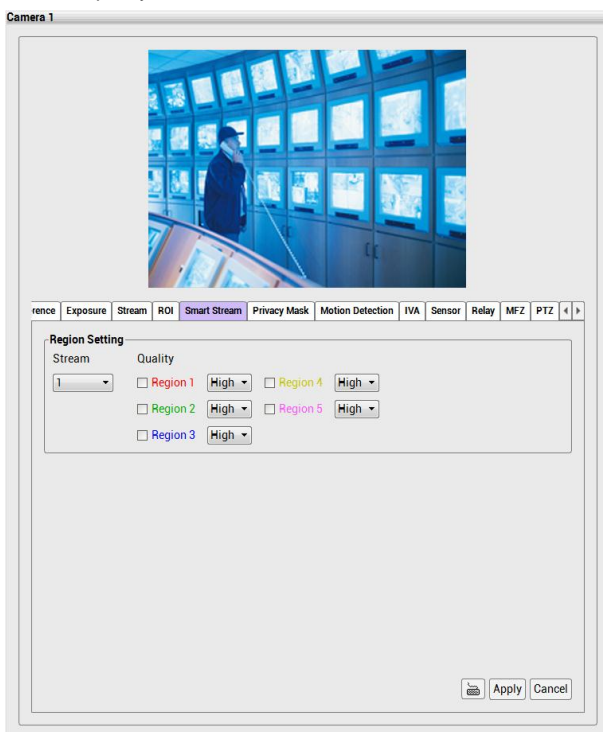 Camera 1
rence Exposure Stream ROI Smart Stream Privacy Mask Motion Detection IVA Sensor Relay MFZ PTZ
Region Setting
Stream Quality
1 Region 1 High Region 4 High
Region 2 High Region 5 High
Region 3 High
Apply Cancel